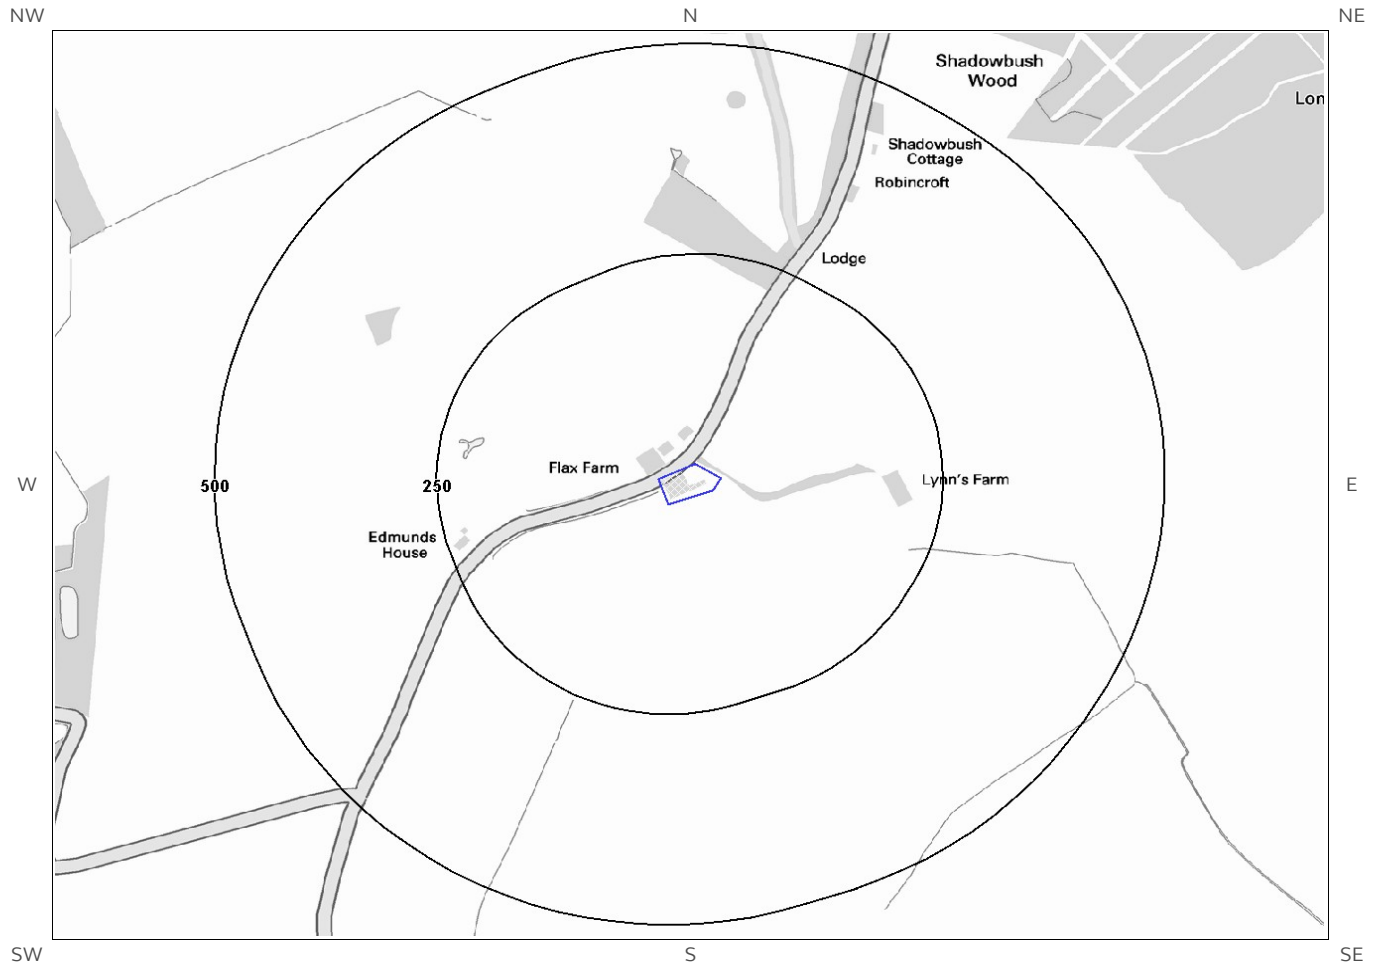 NW
N
NE
Shadowbush
Wood
Lon
Shadowbush
Cottage
Robincroft
Lodge
Flax Farm
Lynn's Farm
W
500
250
E
Edmunds
House
SW
S
SE